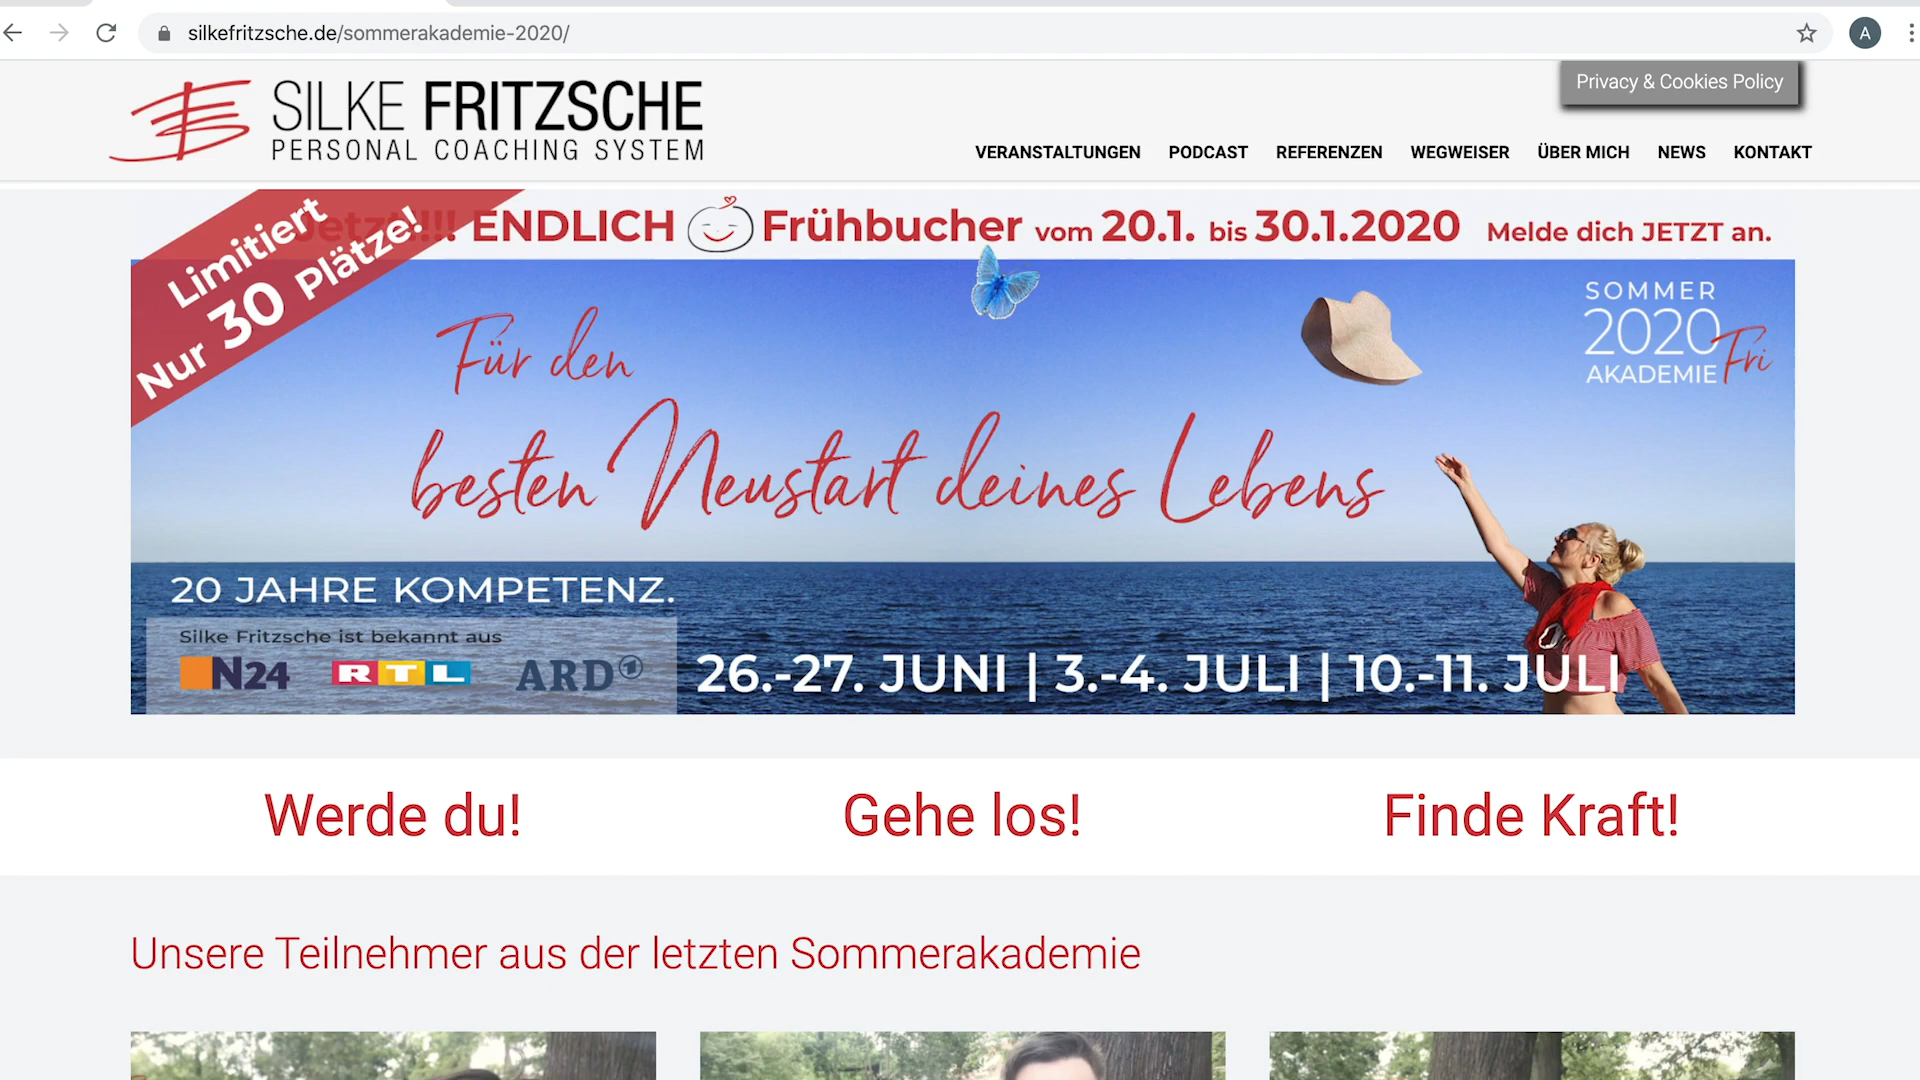 silkefritzsche.de/sommerakademie-2020/
A
Privacy & Cookies Policy
SILKE FRITZSCHE
PERSONAL COACHING SYSTEM
VERANSTALTUNGEN PODCAST REFERENZEN WEGWEISER ÜBER MICH NEWS KONTAKT
Limitiert
Nur 30 Plätze!
Jetzt!!!! ENDLICH Frühbucher vom 20.1. bis 30.1.2020 Melde dich JETZT an.
SOMMER
2020
AKADEMIE Fri
Für den
besten Neustart deines Lebens
20 JAHRE KOMPETENZ.
Silke Fritzsche ist bekannt aus
N24 RTL ARD 1
26.-27. JUNI | 3.-4. JULI | 10.-11. JULI
Werde du! Gehe los! Finde Kraft!
Unsere Teilnehmer aus der letzten Sommerakademie